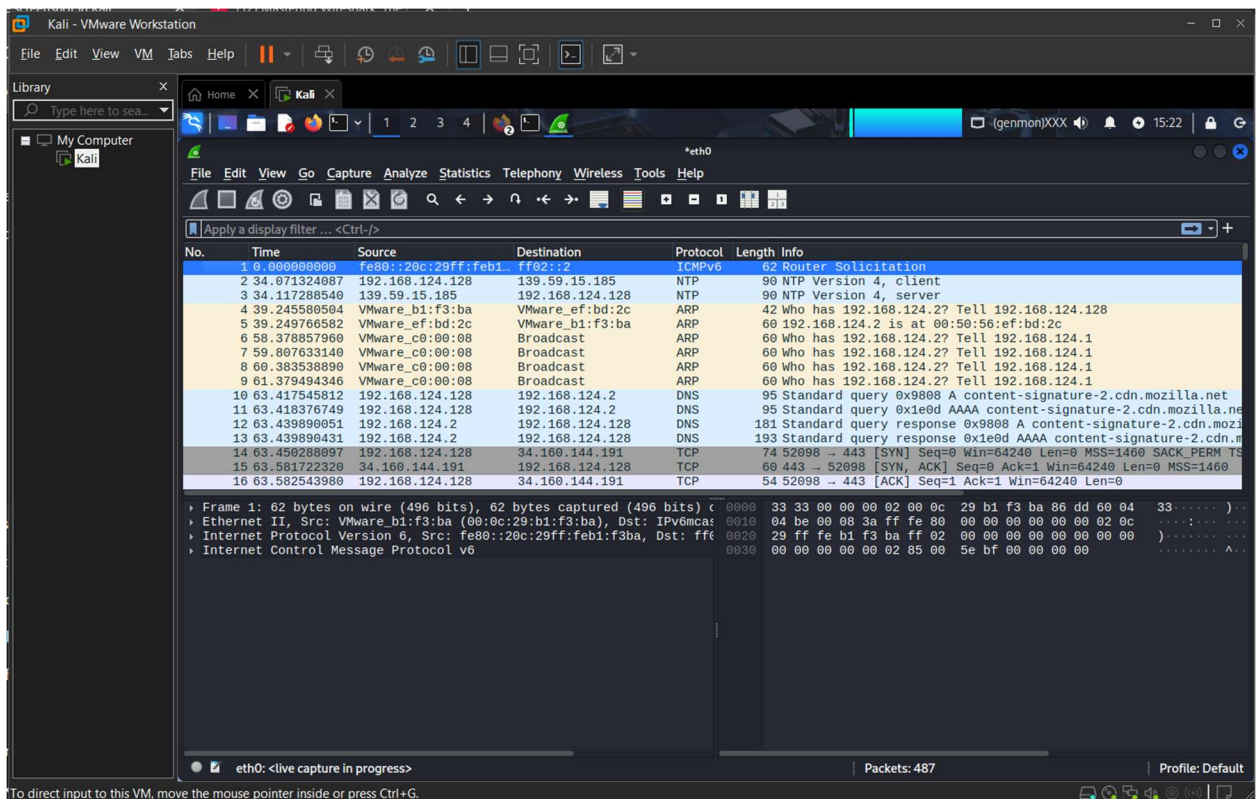 Kali - VMware Workstation
File Edit View VM Tabs Help
Library X
Type here to sea...
My Computer
Kali
Home X Kali X
1 2 3 4 2 (genmon)XXX 15:22
*eth0
File Edit View Go Capture Analyze Statistics Telephony Wireless Tools Help
Apply a display filter ... <Ctrl-/>
No. Time Source Destination Protocol Length Info
1 0.000000000 fe80::20c:29ff:feb1… ff02::2 ICMPv6 62 Router Solicitation
2 34.071324087 192.168.124.128 139.59.15.185 NTP 90 NTP Version 4, client
3 34.117288540 139.59.15.185 192.168.124.128 NTP 90 NTP Version 4, server
4 39.245580504 VMware_b1:f3:ba VMware_ef:bd:2c ARP 42 Who has 192.168.124.2? Tell 192.168.124.128
5 39.249766582 VMware_ef:bd:2c VMware_b1:f3:ba ARP 60 192.168.124.2 is at 00:50:56:ef:bd:2c
6 58.378857960 VMware_c0:00:08 Broadcast ARP 60 Who has 192.168.124.2? Tell 192.168.124.1
7 59.807633140 VMware_c0:00:08 Broadcast ARP 60 Who has 192.168.124.2? Tell 192.168.124.1
8 60.383538890 VMware_c0:00:08 Broadcast ARP 60 Who has 192.168.124.2? Tell 192.168.124.1
9 61.379494346 VMware_c0:00:08 Broadcast ARP 60 Who has 192.168.124.2? Tell 192.168.124.1
10 63.417545812 192.168.124.128 192.168.124.2 DNS 95 Standard query 0x9808 A content-signature-2.cdn.mozilla.net
11 63.418376749 192.168.124.128 192.168.124.2 DNS 95 Standard query 0x1e0d AAAA content-signature-2.cdn.mozilla.ne
12 63.439890051 192.168.124.2 192.168.124.128 DNS 181 Standard query response 0x9808 A content-signature-2.cdn.mozi
13 63.439890431 192.168.124.2 192.168.124.128 DNS 193 Standard query response 0x1e0d AAAA content-signature-2.cdn.m
14 63.450288097 192.168.124.128 34.160.144.191 TCP 74 52098 → 443 [SYN] Seq=0 Win=64240 Len=0 MSS=1460 SACK_PERM TS
15 63.581722320 34.160.144.191 192.168.124.128 TCP 60 443 → 52098 [SYN, ACK] Seq=0 Ack=1 Win=64240 Len=0 MSS=1460
16 63.582543980 192.168.124.128 34.160.144.191 TCP 54 52098 → 443 [ACK] Seq=1 Ack=1 Win=64240 Len=0
Frame 1: 62 bytes on wire (496 bits), 62 bytes captured (496 bits) 
Ethernet II, Src: VMware_b1:f3:ba (00:0c:29:b1:f3:ba), Dst: IPv6mcas
Internet Protocol Version 6, Src: fe80::20c:29ff:feb1:f3ba, Dst: ff0
Internet Control Message Protocol v6
0000 33 33 00 00 00 02 00 0c 29 b1 f3 ba 86 dd 60 04 33······ )··
0010 04 be 00 08 3a ff fe 80 00 00 00 00 00 00 02 0c ····:··· ···
0020 29 ff fe b1 f3 ba ff 02 00 00 00 00 00 00 00 00 )······· ···
0030 00 00 00 00 00 02 85 00 5e bf 00 00 00 00 ········ ^··
eth0: <live capture in progress> Packets: 487 Profile: Default
To direct input to this VM, move the mouse pointer inside or press Ctrl+G.